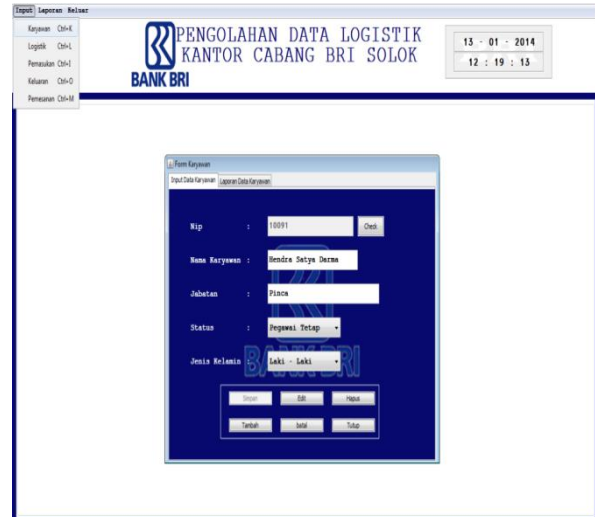 Input Laporan Keluar
Karyawan Ctrl+K
Logistik Ctrl+L
Pemasukan Ctrl+I
Keluaran Ctrl+O
Pemesanan Ctrl+M
BANK BRI
PENGOLAHAN DATA LOGISTIK
KANTOR CABANG BRI SOLOK
13 - 01 - 2014
12 : 19 : 13
Form Karyawan
Input Data Karyawan Laporan Data Karyawan
Nip : 10091 Check
Nama Karyawan : Hendra Satya Darma
Jabatan : Pinca
Status : Pegawai Tetap
Jenis Kelamin : Laki - Laki
BANK BRI
Simpan Edit Hapus
Tambah batal Tutup